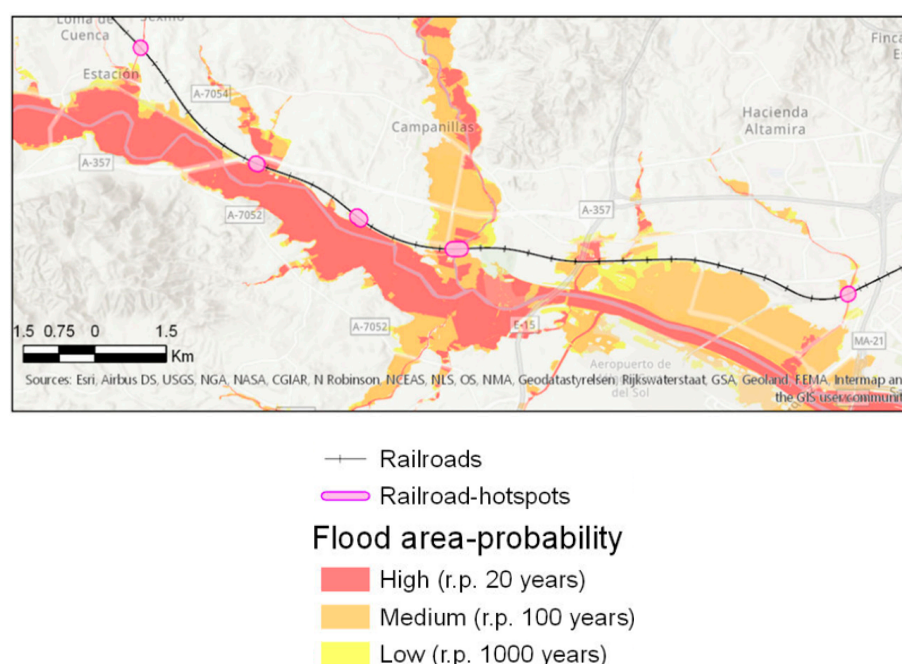 Loma de
Cuenca
Estación
A-7054
Campanillas
Finca
Hacienda
Altamira
A-357
A-7052
A-357
A-7052
E-15
MA-21
Aeropuerto de
del Sol
1.5 0.75 0 1.5
Km
Sources: Esri, Airbus DS, USGS, NGA, NASA, CGIAR, N Robinson, NCEAS, NLS, OS, NMA, Geodatastyrelsen, Rijkswaterstaat, GSA, Geoland, FEMA, Intermap an
the GIS user communit
Railroads
Railroad-hotspots
Flood area-probability
High (r.p. 20 years)
Medium (r.p. 100 years)
Low (r.p. 1000 years)